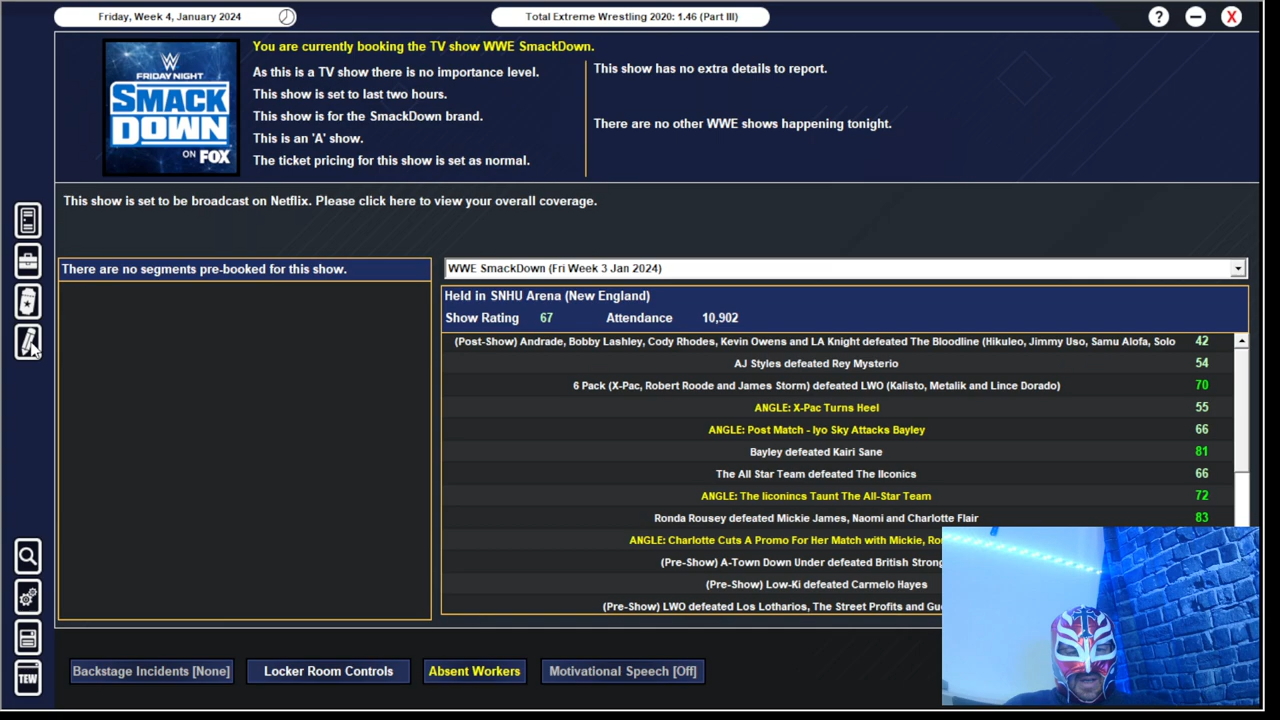 Friday, Week 4, January 2024
Total Extreme Wrestling 2020: 1.46 (Part III)
?
X
W
FRIDAY NIGHT
SMACK
DOWN
ON FOX
You are currently booking the TV show WWE SmackDown.
As this is a TV show there is no importance level.
This show is set to last two hours.
This show is for the SmackDown brand.
This is an 'A' show.
The ticket pricing for this show is set as normal.
This show has no extra details to report.
There are no other WWE shows happening tonight.
This show is set to be broadcast on Netflix. Please click here to view your overall coverage.
There are no segments pre-booked for this show.
WWE SmackDown (Fri Week 3 Jan 2024)
Held in SNHU Arena (New England)
Show Rating 67 Attendance 10,902
(Post-Show) Andrade, Bobby Lashley, Cody Rhodes, Kevin Owens and LA Knight defeated The Bloodline (Hikuleo, Jimmy Uso, Samu Alofa, Solo 42
AJ Styles defeated Rey Mysterio 54
6 Pack (X-Pac, Robert Roode and James Storm) defeated LWO (Kalisto, Metalik and Lince Dorado) 70
ANGLE: X-Pac Turns Heel 55
ANGLE: Post Match - Iyo Sky Attacks Bayley 66
Bayley defeated Kairi Sane 81
The All Star Team defeated The IIconics 66
ANGLE: The Iiconincs Taunt The All-Star Team 72
Ronda Rousey defeated Mickie James, Naomi and Charlotte Flair 83
ANGLE: Charlotte Cuts A Promo For Her Match with Mickie, Ro
(Pre-Show) A-Town Down Under defeated British Strong
(Pre-Show) Low-Ki defeated Carmelo Hayes
(Pre-Show) LWO defeated Los Lotharios, The Street Profits and Gu
TEW
Backstage Incidents [None]
Locker Room Controls
Absent Workers
Motivational Speech [Off]